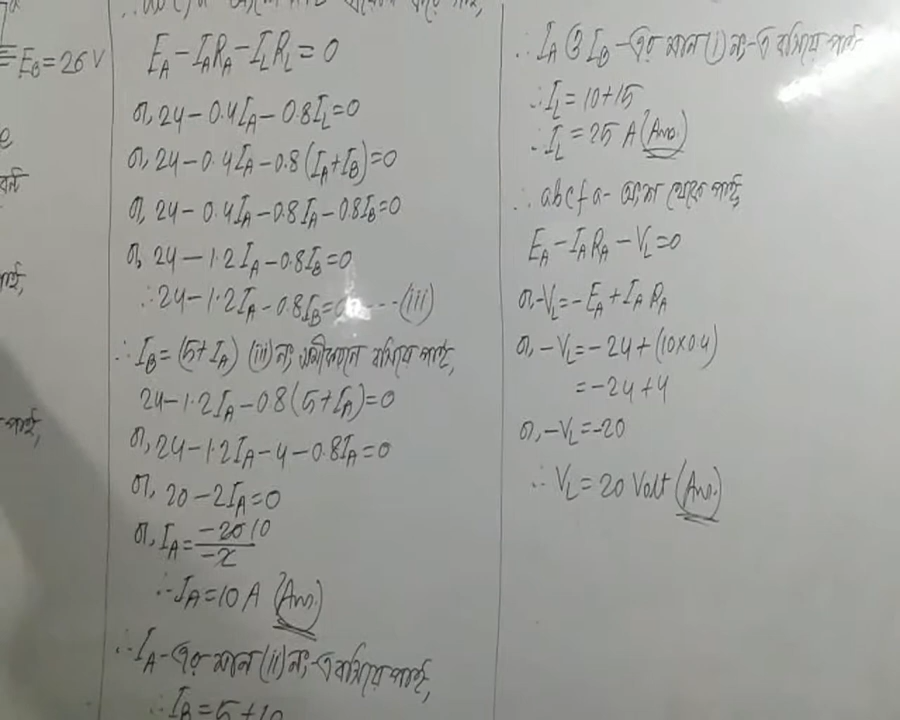 E_B = 26 V
E_A - I_A R_A - I_L R_L = 0
বা, 24 - 0.4I_A - 0.8I_L = 0
বা, 24 - 0.4I_A - 0.8(I_A + I_B) = 0
বা, 24 - 0.4I_A - 0.8I_A - 0.8I_B = 0
বা, 24 - 1.2I_A - 0.8I_B = 0
∴ 24 - 1.2I_A - 0.8I_B = 0 ---- (iii)
∴ I_B = (5 + I_A) (iii) নং সমীকরণে বসিয়ে পাই,
24 - 1.2I_A - 0.8(5 + I_A) = 0
বা, 24 - 1.2I_A - 4 - 0.8I_A = 0
বা, 20 - 2I_A = 0
বা, I_A = -20 10 / -2
∴ I_A = 10 A (Ans.)
∴ I_A-এর মান (ii) নং-এ বসিয়ে পাই,
∴ I_B = 5 + 10
∴ I_A ও I_B-এর মান (i) নং-এ বসিয়ে পাই
∴ I_L = 10 + 15
∴ I_L = 25 A (Ans.)
∴ abcfa- অংশ থেকে পাই,
E_A - I_A R_A - V_L = 0
বা, -V_L = -E_A + I_A R_A
বা, -V_L = -24 + (10×0.4)
= -24 + 4
বা, -V_L = -20
∴ V_L = 20 Volt (Ans.)